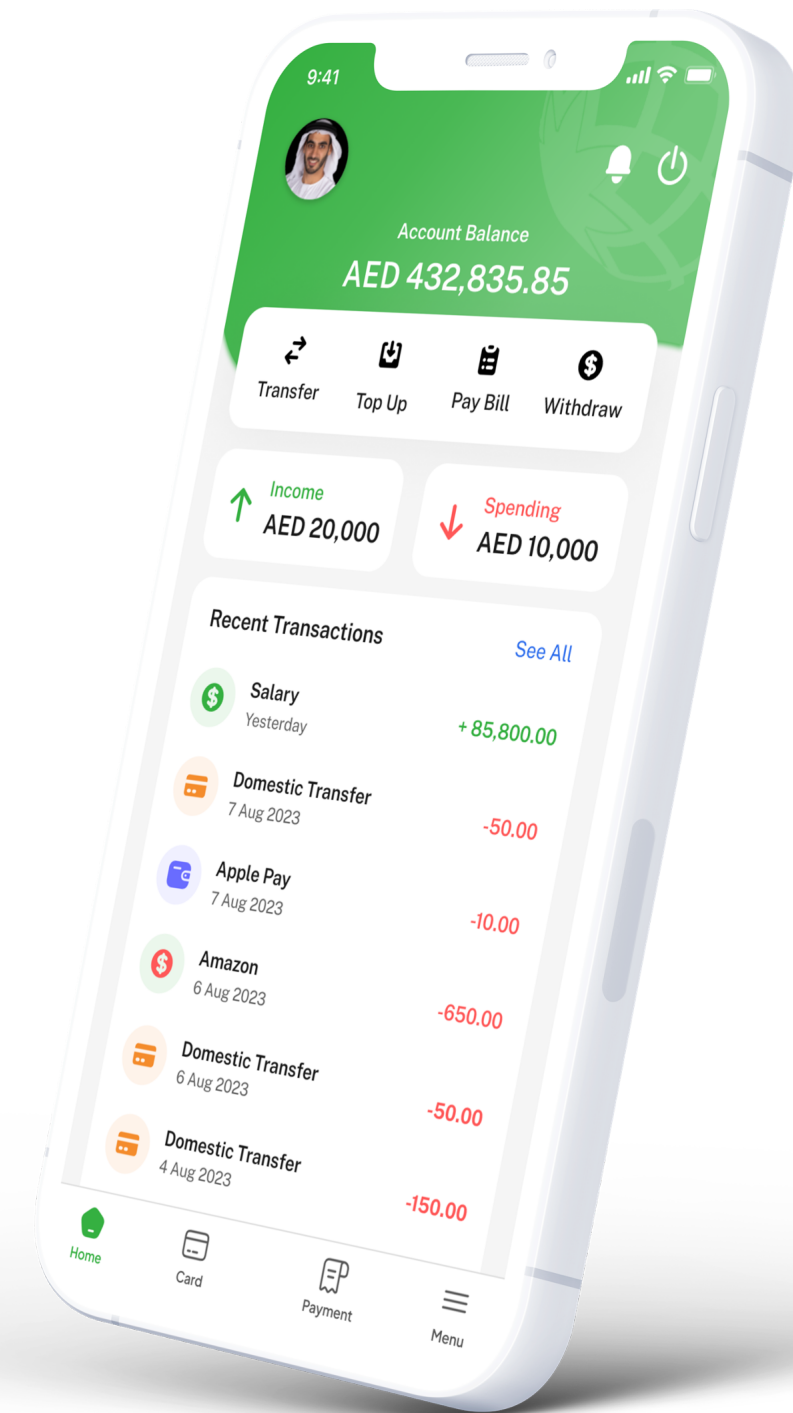 9:41
Account Balance
AED 432,835.85
Transfer
Top Up
Pay Bill
Withdraw
Income
AED 20,000
Spending
AED 10,000
Recent Transactions
See All
Salary
Yesterday
+ 85,800.00
Domestic Transfer
7 Aug 2023
-50.00
Apple Pay
7 Aug 2023
-10.00
Amazon
6 Aug 2023
-650.00
Domestic Transfer
6 Aug 2023
-50.00
Domestic Transfer
4 Aug 2023
-150.00
Home
Card
Payment
Menu